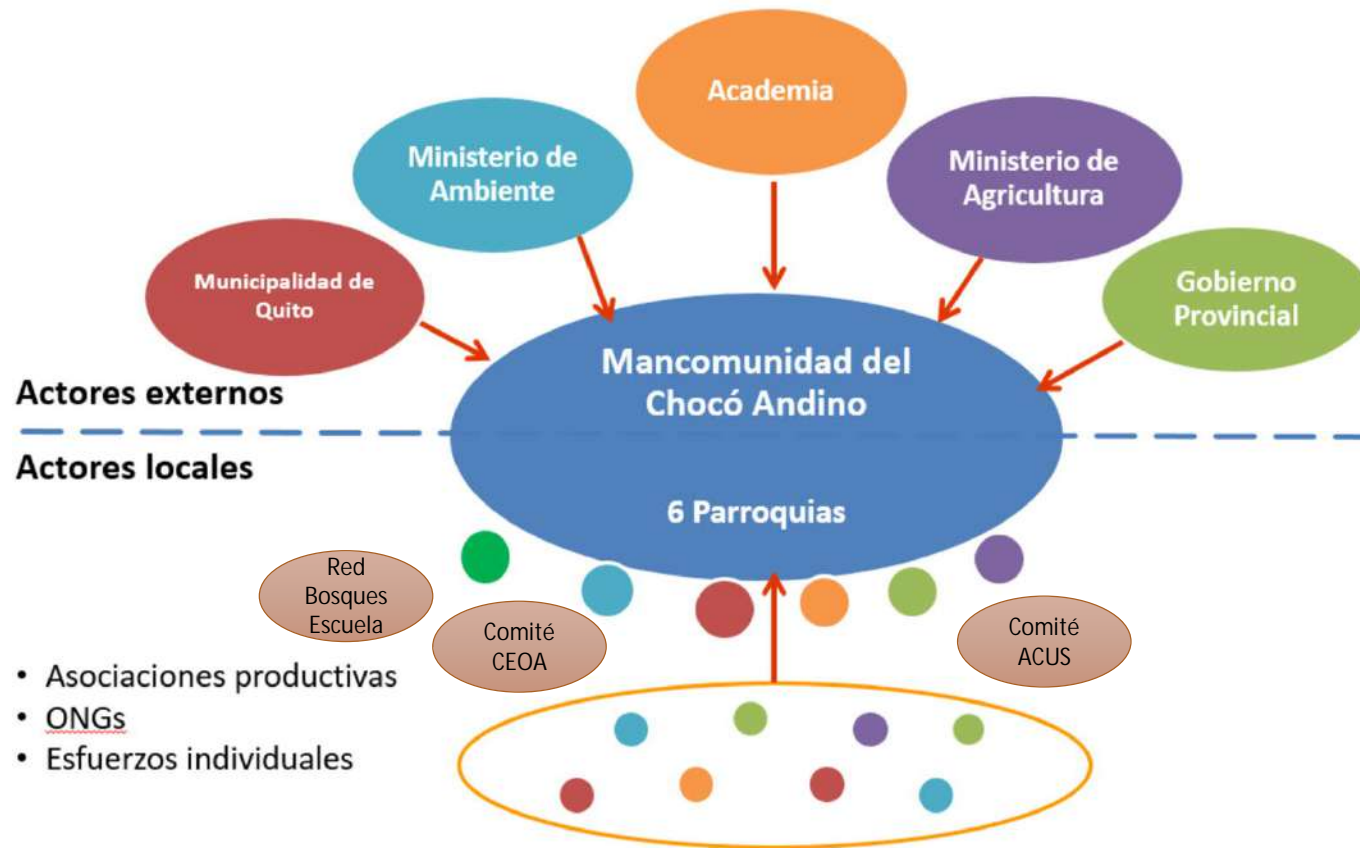 Academia
Ministerio de
Ambiente
Ministerio de
Agricultura
Municipalidad de
Quito
Gobierno
Provincial
Mancomunidad del
Chocó Andino
Actores externos
Actores locales
6 Parroquias
Red
Bosques
Escuela
Comité
CEOA
Comité
ACUS
• Asociaciones productivas
• ONGs
• Esfuerzos individuales